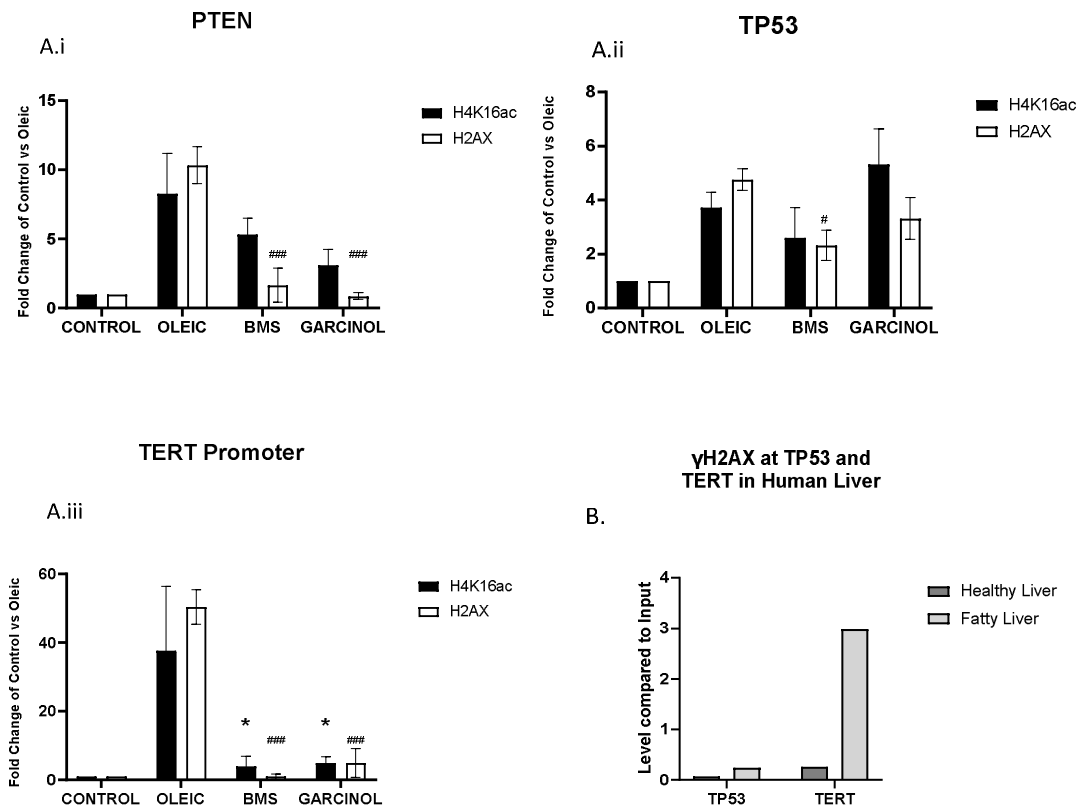 PTEN
A.i
Fold Change of Control vs Oleic
15
10
5
0
H4K16ac
H2AX
###
###
CONTROL OLEIC BMS GARCINOL
TP53
A.ii
Fold Change of Control vs Oleic
8
6
4
2
0
H4K16ac
H2AX
#
CONTROL OLEIC BMS GARCINOL
TERT Promoter
A.iii
Fold Change of Control vs Oleic
60
40
20
0
H4K16ac
H2AX
* *
### ###
CONTROL OLEIC BMS GARCINOL
γH2AX at TP53 and
TERT in Human Liver
B.
Level compared to Input
4
3
2
1
0
Healthy Liver
Fatty Liver
TP53 TERT